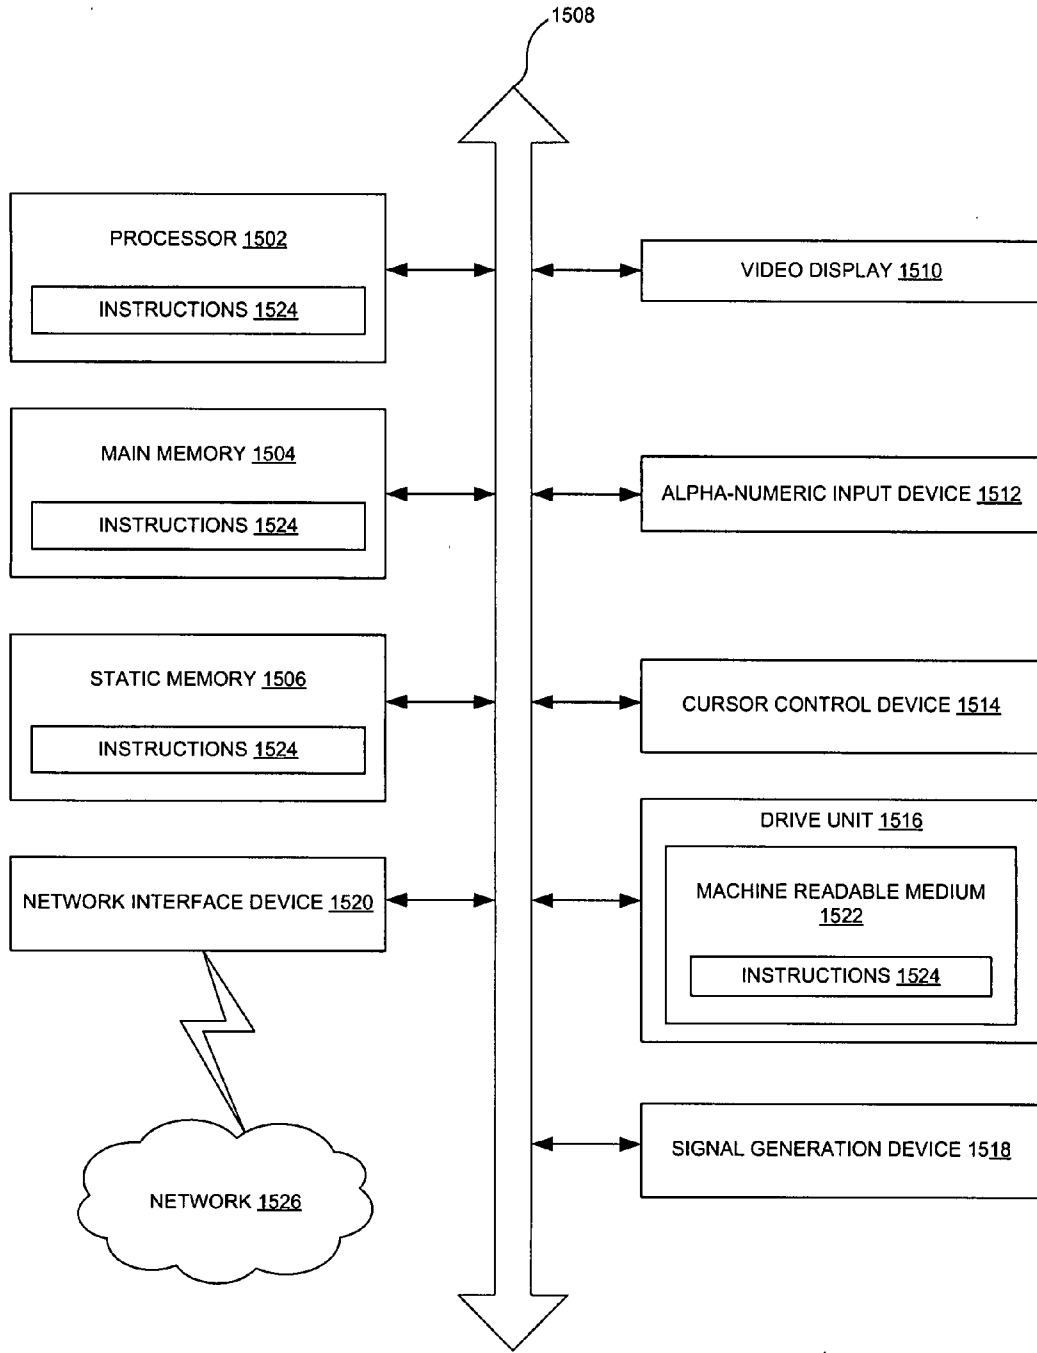 1508
PROCESSOR 1502
INSTRUCTIONS 1524
MAIN MEMORY 1504
INSTRUCTIONS 1524
STATIC MEMORY 1506
INSTRUCTIONS 1524
NETWORK INTERFACE DEVICE 1520
NETWORK 1526
VIDEO DISPLAY 1510
ALPHA-NUMERIC INPUT DEVICE 1512
CURSOR CONTROL DEVICE 1514
DRIVE UNIT 1516
MACHINE READABLE MEDIUM
1522
INSTRUCTIONS 1524
SIGNAL GENERATION DEVICE 1518